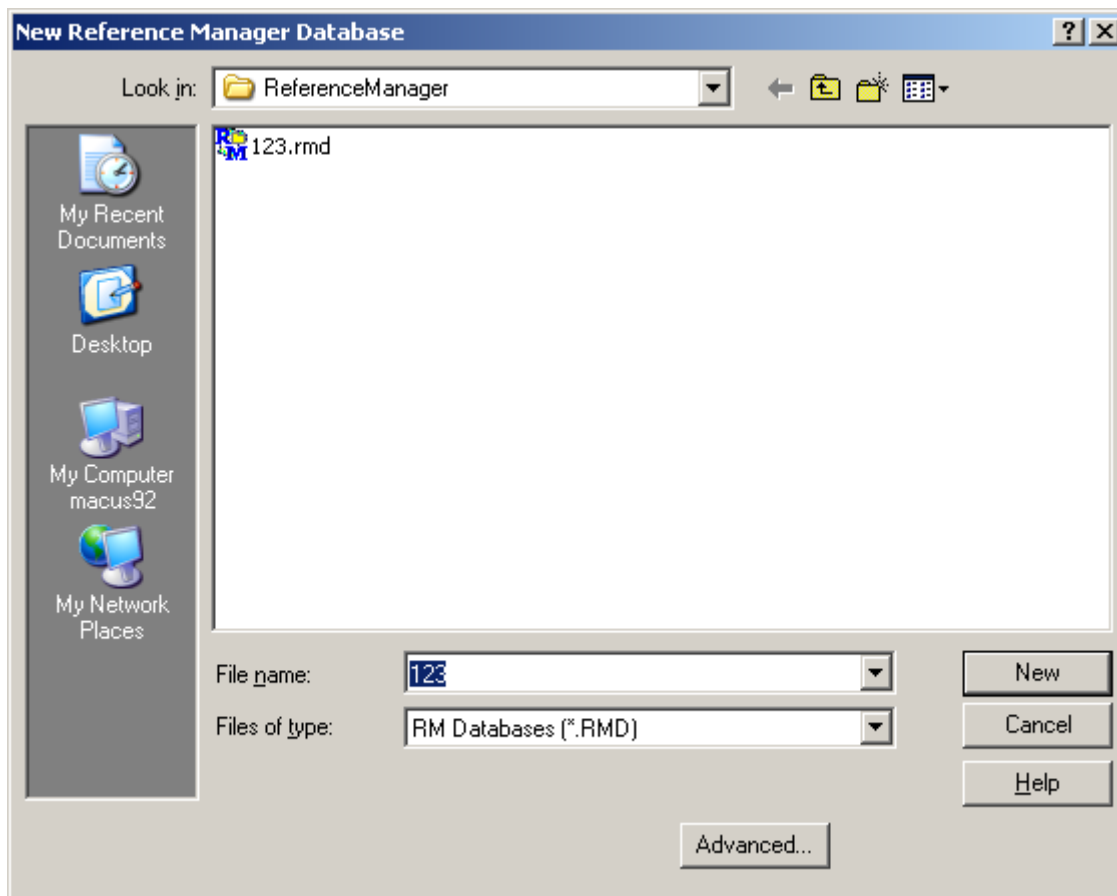 New Reference Manager Database
Look in: ReferenceManager
123.rmd
My Recent
Documents
Desktop
My Computer
macus92
My Network
Places
File name: 123 New
Files of type: RM Databases (*.RMD) Cancel
Help
Advanced...